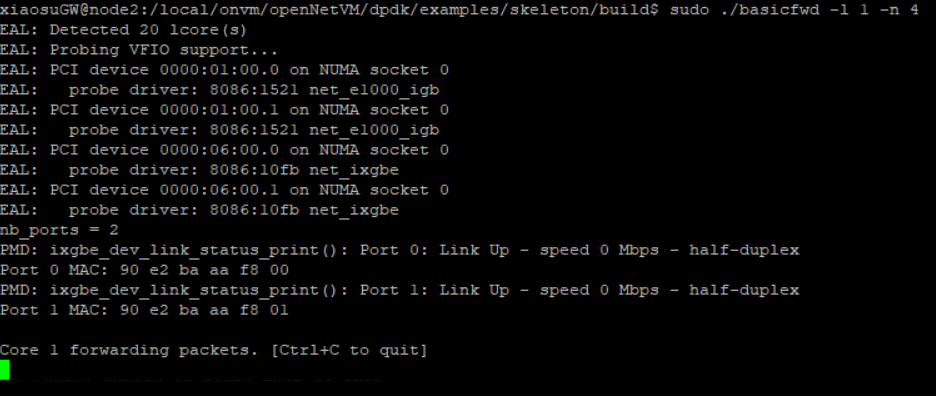 xiaosuGW@node2:/local/onvm/openNetVM/dpdk/examples/skeleton/build$ sudo ./basicfwd -l 1 -n 4
EAL: Detected 20 lcore(s)
EAL: Probing VFIO support...
EAL: PCI device 0000:01:00.0 on NUMA socket 0
EAL:   probe driver: 8086:1521 net_e1000_igb
EAL: PCI device 0000:01:00.1 on NUMA socket 0
EAL:   probe driver: 8086:1521 net_e1000_igb
EAL: PCI device 0000:06:00.0 on NUMA socket 0
EAL:   probe driver: 8086:10fb net_ixgbe
EAL: PCI device 0000:06:00.1 on NUMA socket 0
EAL:   probe driver: 8086:10fb net_ixgbe
nb_ports = 2
PMD: ixgbe_dev_link_status_print(): Port 0: Link Up - speed 0 Mbps - half-duplex
Port 0 MAC: 90 e2 ba aa f8 00
PMD: ixgbe_dev_link_status_print(): Port 1: Link Up - speed 0 Mbps - half-duplex
Port 1 MAC: 90 e2 ba aa f8 01
Core 1 forwarding packets. [Ctrl+C to quit]